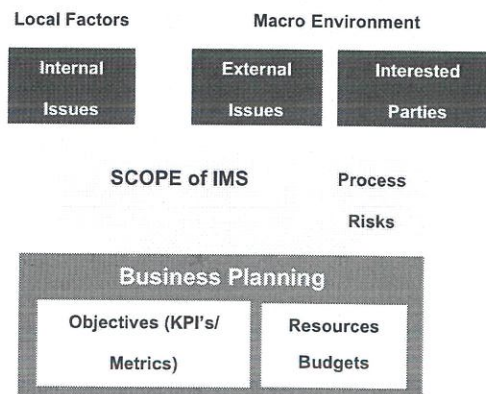 Local Factors
Macro Environment
Internal
Issues
External
Issues
Interested
Parties
SCOPE of IMS
Process
Risks
Business Planning
Objectives (KPI's/
Metrics)
Resources
Budgets